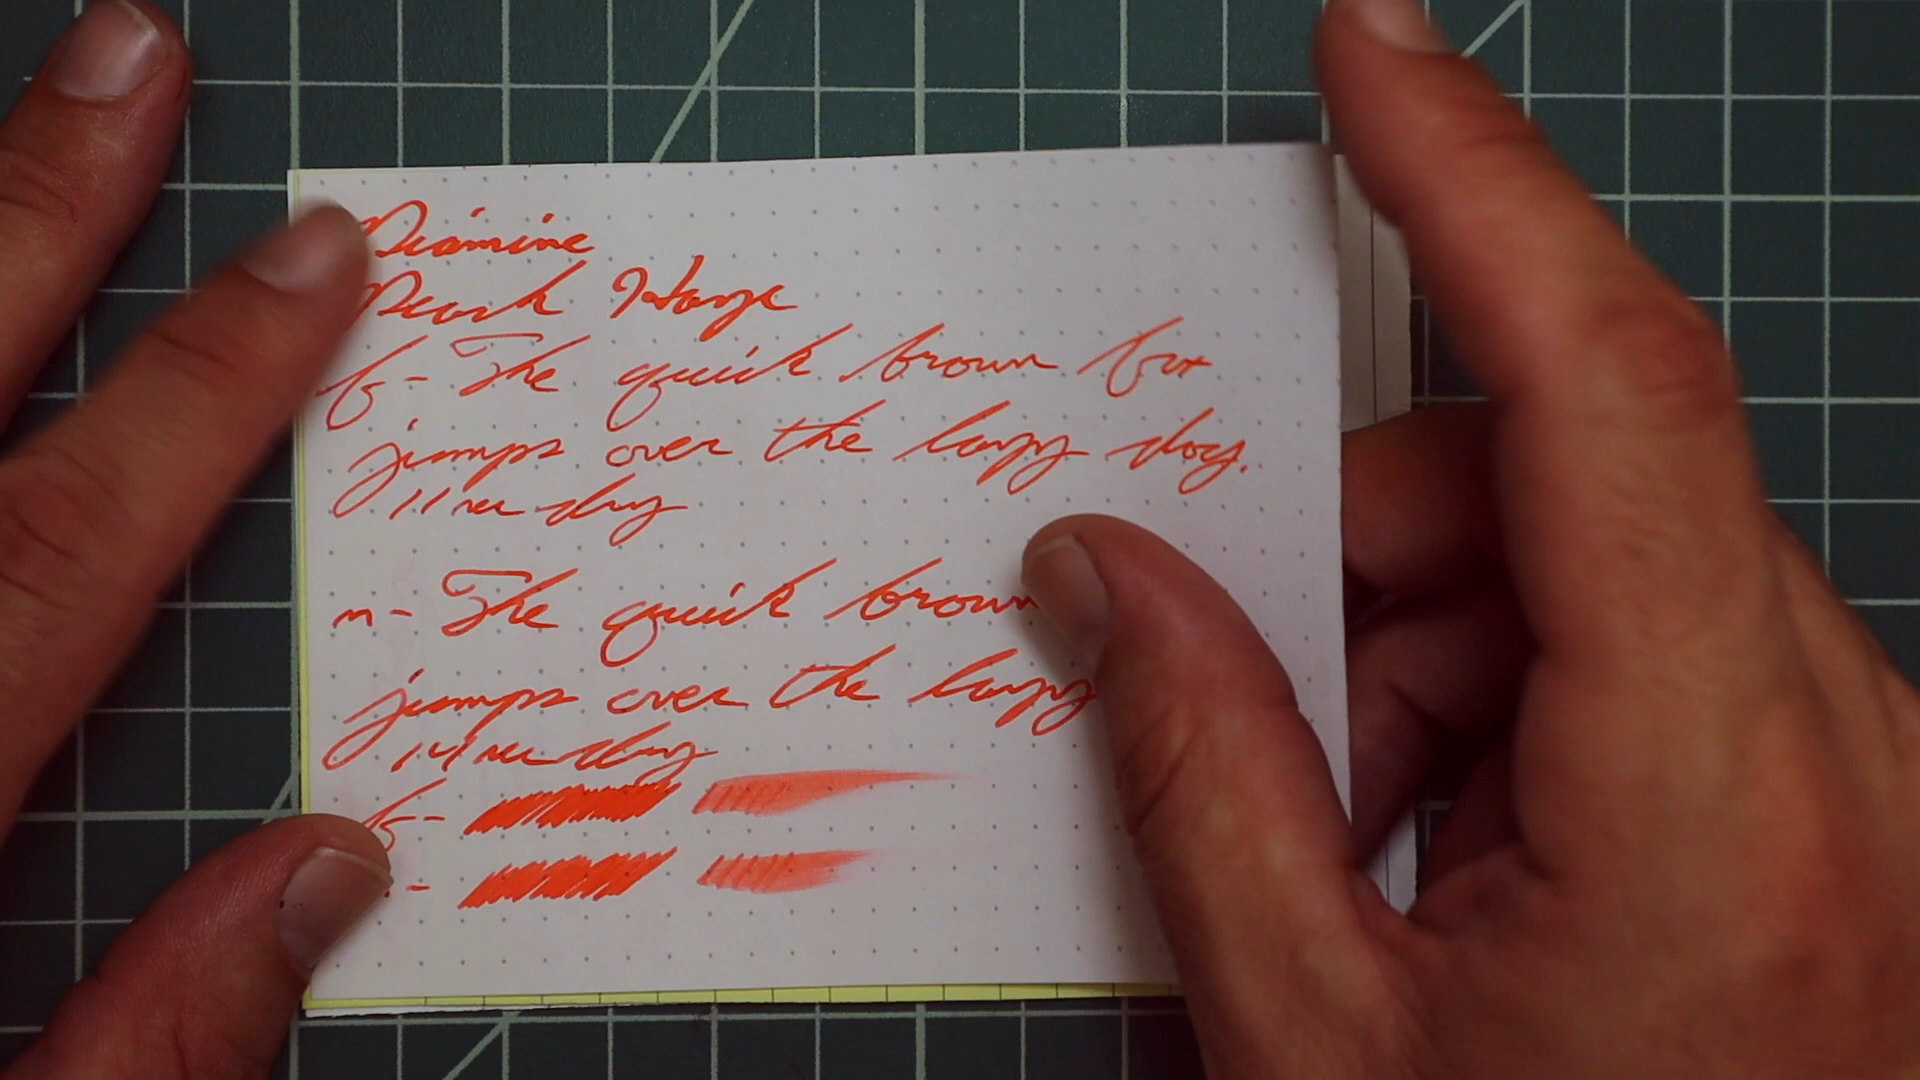 Diamine
Peach Haze
f- The quick brown fox
jumps over the lazy dog.
11 sec dry
m- The quick brown
jumps over the lazy
14 sec dry
f-
-